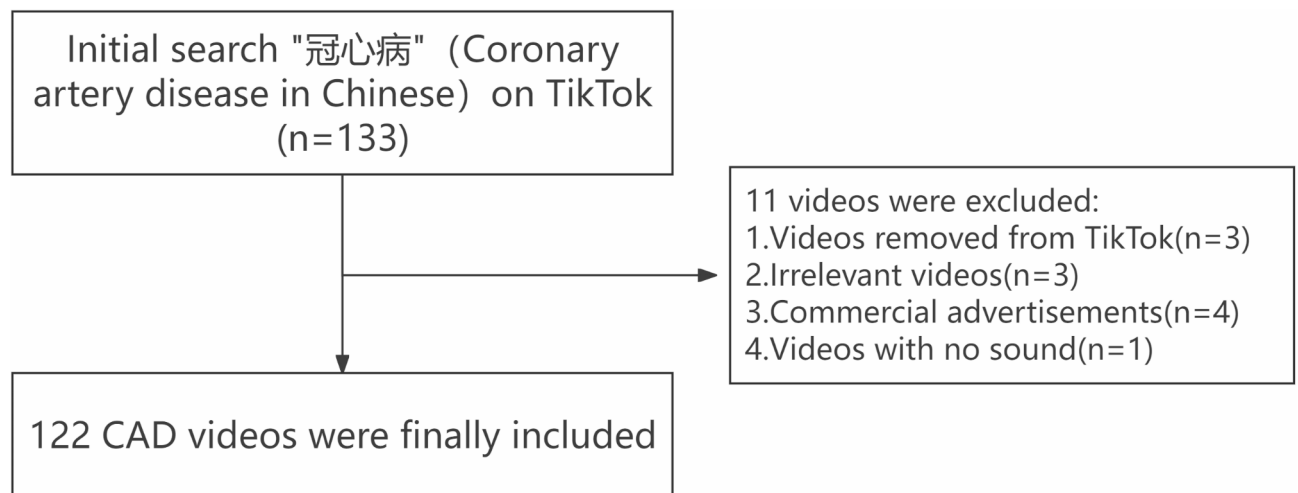 Initial search "冠心病"（Coronary
artery disease in Chinese）on TikTok
(n=133)
11 videos were excluded:
1.Videos removed from TikTok(n=3)
2.Irrelevant videos(n=3)
3.Commercial advertisements(n=4)
4.Videos with no sound(n=1)
122 CAD videos were finally included